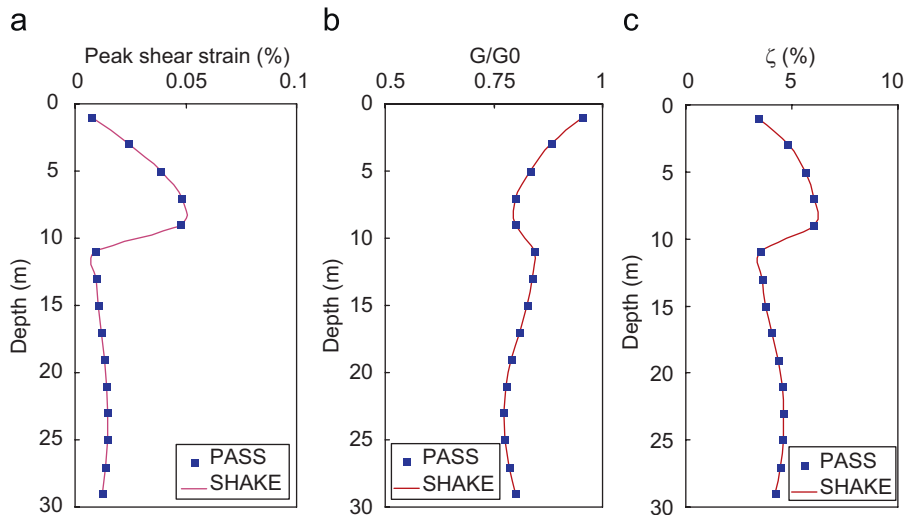 a
Peak shear strain (%)
0 0.05 0.1
0
5
10
15
20
25
30
Depth (m)
PASS
SHAKE
b
G/G0
0.5 0.75 1
0
5
10
15
20
25
30
Depth (m)
PASS
SHAKE
c
ζ (%)
0 5 10
0
5
10
15
20
25
30
Depth (m)
PASS
SHAKE